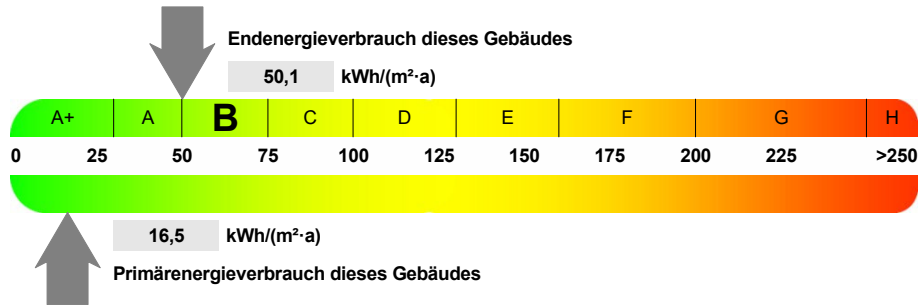 Endenergieverbrauch dieses Gebäudes
50,1 kWh/(m²·a)
A+ A B C D E F G H
0 25 50 75 100 125 150 175 200 225 >250
16,5 kWh/(m²·a)
Primärenergieverbrauch dieses Gebäudes